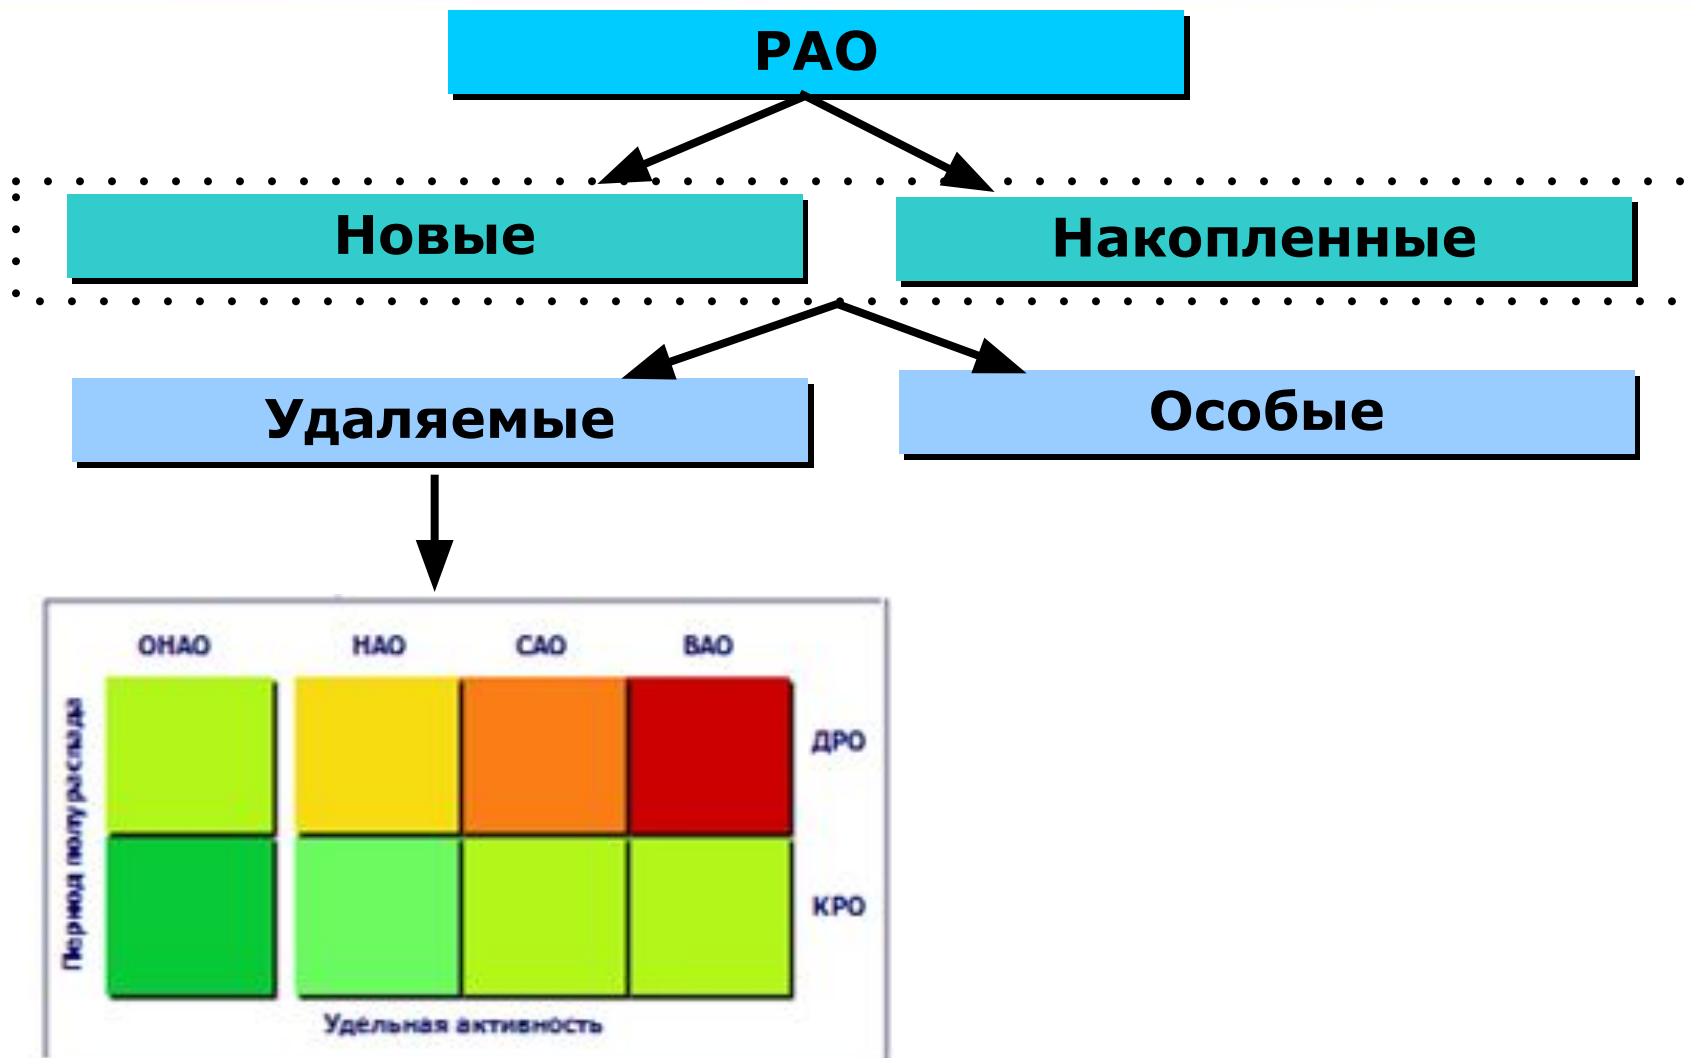 РАО
Новые
Накопленные
Удаляемые
Особые
ОНАО НАО САО ВАО
Период полураспада
ДРО
КРО
Удельная активность